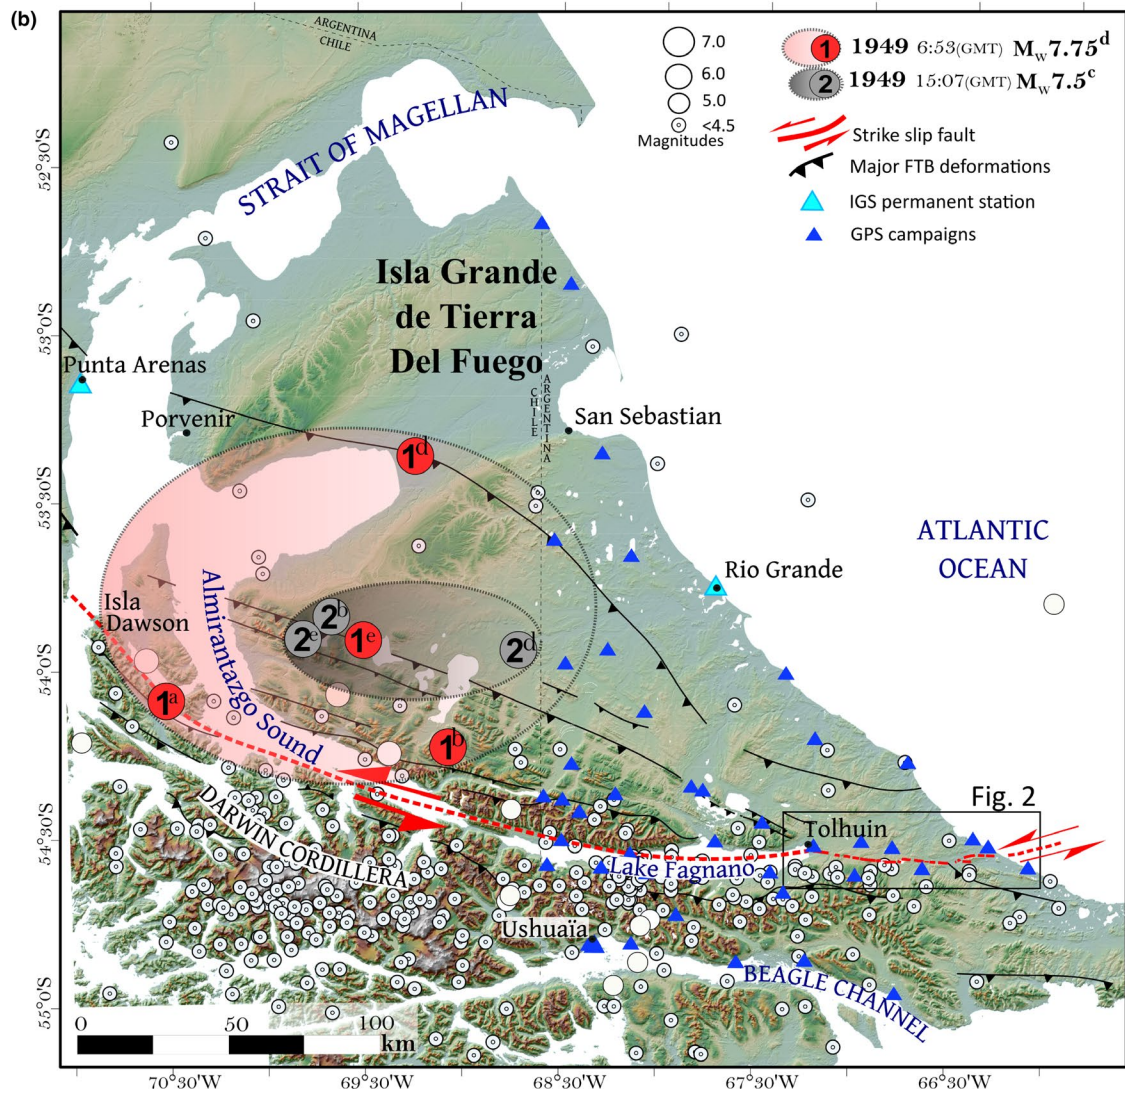 (b)
ARGENTINA
CHILE
7.0
6.0
5.0
<4.5
Magnitudes
1 1949 6:53(GMT) Mw7.75d
2 1949 15:07(GMT) Mw7.5c
Strike slip fault
Major FTB deformations
IGS permanent station
GPS campaigns
STRAIT OF MAGELLAN
Isla Grande
de Tierra
Del Fuego
CHILE
ARGENTINA
Punta Arenas
Porvenir
San Sebastian
1d
ATLANTIC
OCEAN
Rio Grande
Isla
Dawson
Almirantazgo Sound
2b
2e
1e
2d
1a
1b
DARWIN CORDILLERA
Fig. 2
Tolhuin
Lake Fagnano
Ushuaïa
BEAGLE CHANNEL
0 50 100
km
52°30'S
53°0'S
53°30'S
54°0'S
54°30'S
55°0'S
70°30'W 69°30'W 68°30'W 67°30'W 66°30'W